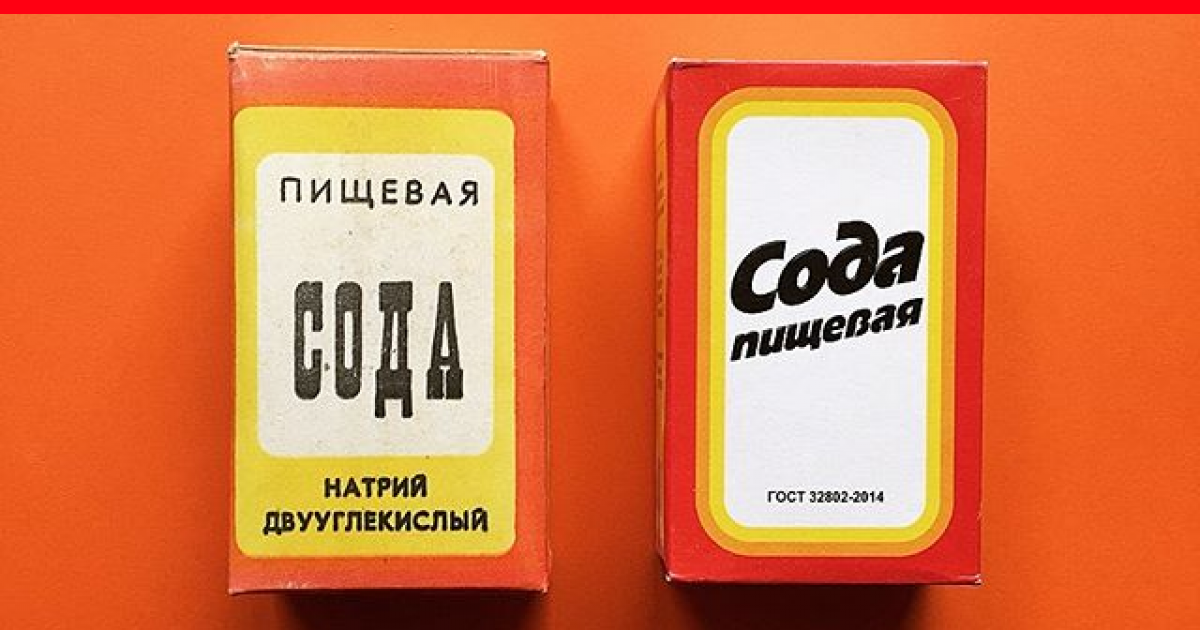 ПИЩЕВАЯ
СОДА
НАТРИЙ
ДВУУГЛЕКИСЛЫЙ
Сода
пищевая
ГОСТ 32802-2014